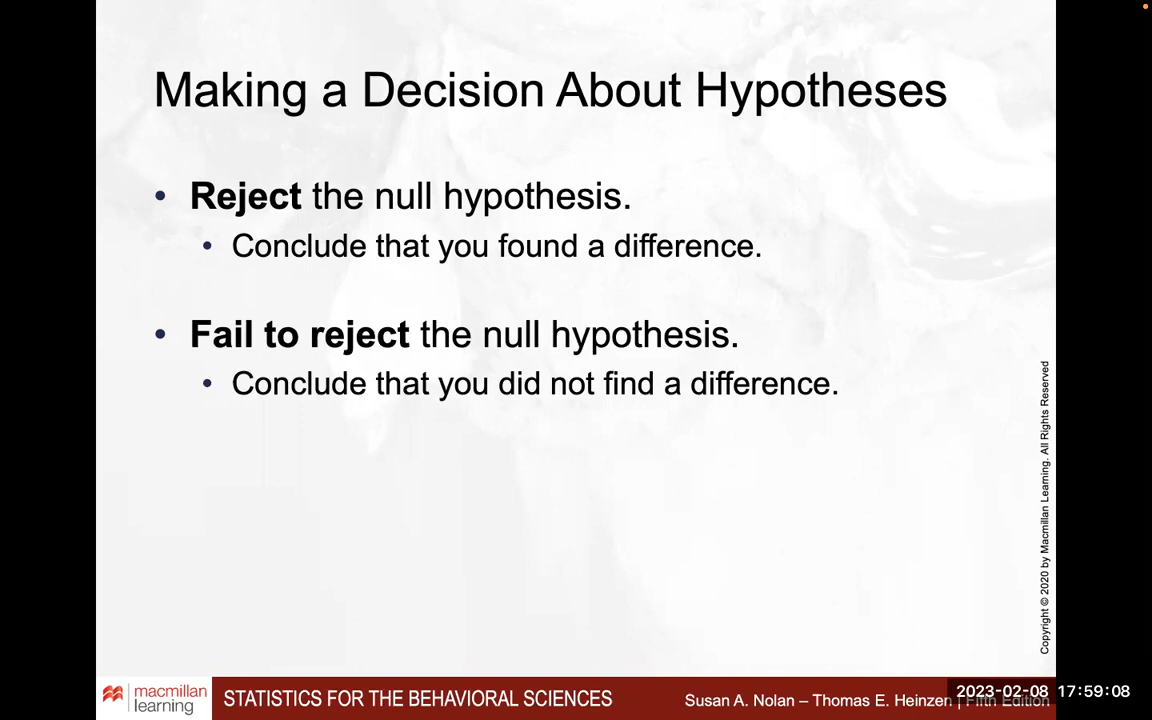 Making a Decision About Hypotheses
• Reject the null hypothesis.
• Conclude that you found a difference.
• Fail to reject the null hypothesis.
• Conclude that you did not find a difference.
Copyright © 2020 by Macmillan Learning. All Rights Reserved
macmillan
learning
STATISTICS FOR THE BEHAVIORAL SCIENCES
Susan A. Nolan – Thomas E. Heinzen | Fifth Edition
2023-02-08 17:59:08